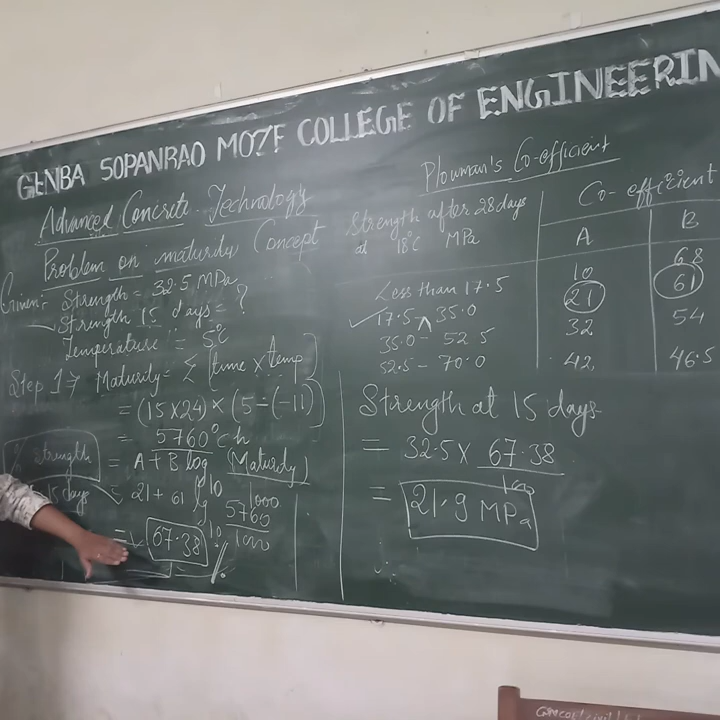 GENBA SOPANRAO MOZE COLLEGE OF ENGINEERIN
Advanced Concrete Technology
Problem on maturity Concept
Given:- Strength = 32.5 MPa
Strength 15 days = ?
Temperature = 5°C
Step 1 → Maturity = Σ [time × temp]
= (15×24) × (5-(-11))
= 5760°C h
% Strength = A + B log (Maturity)
1000
15 days = 21 + 61 log10 5760
1000
= 67.38 %
Plowman's Co-efficient
Strength after 28 days at 18°C MPa
Co-efficient
A B
Less than 17.5 10 68
17.5 - 35.0 21 61
35.0 - 52.5 32 54
52.5 - 70.0 42 46.5
Strength at 15 days
= 32.5 × 67.38
100
= 21.9 MPa